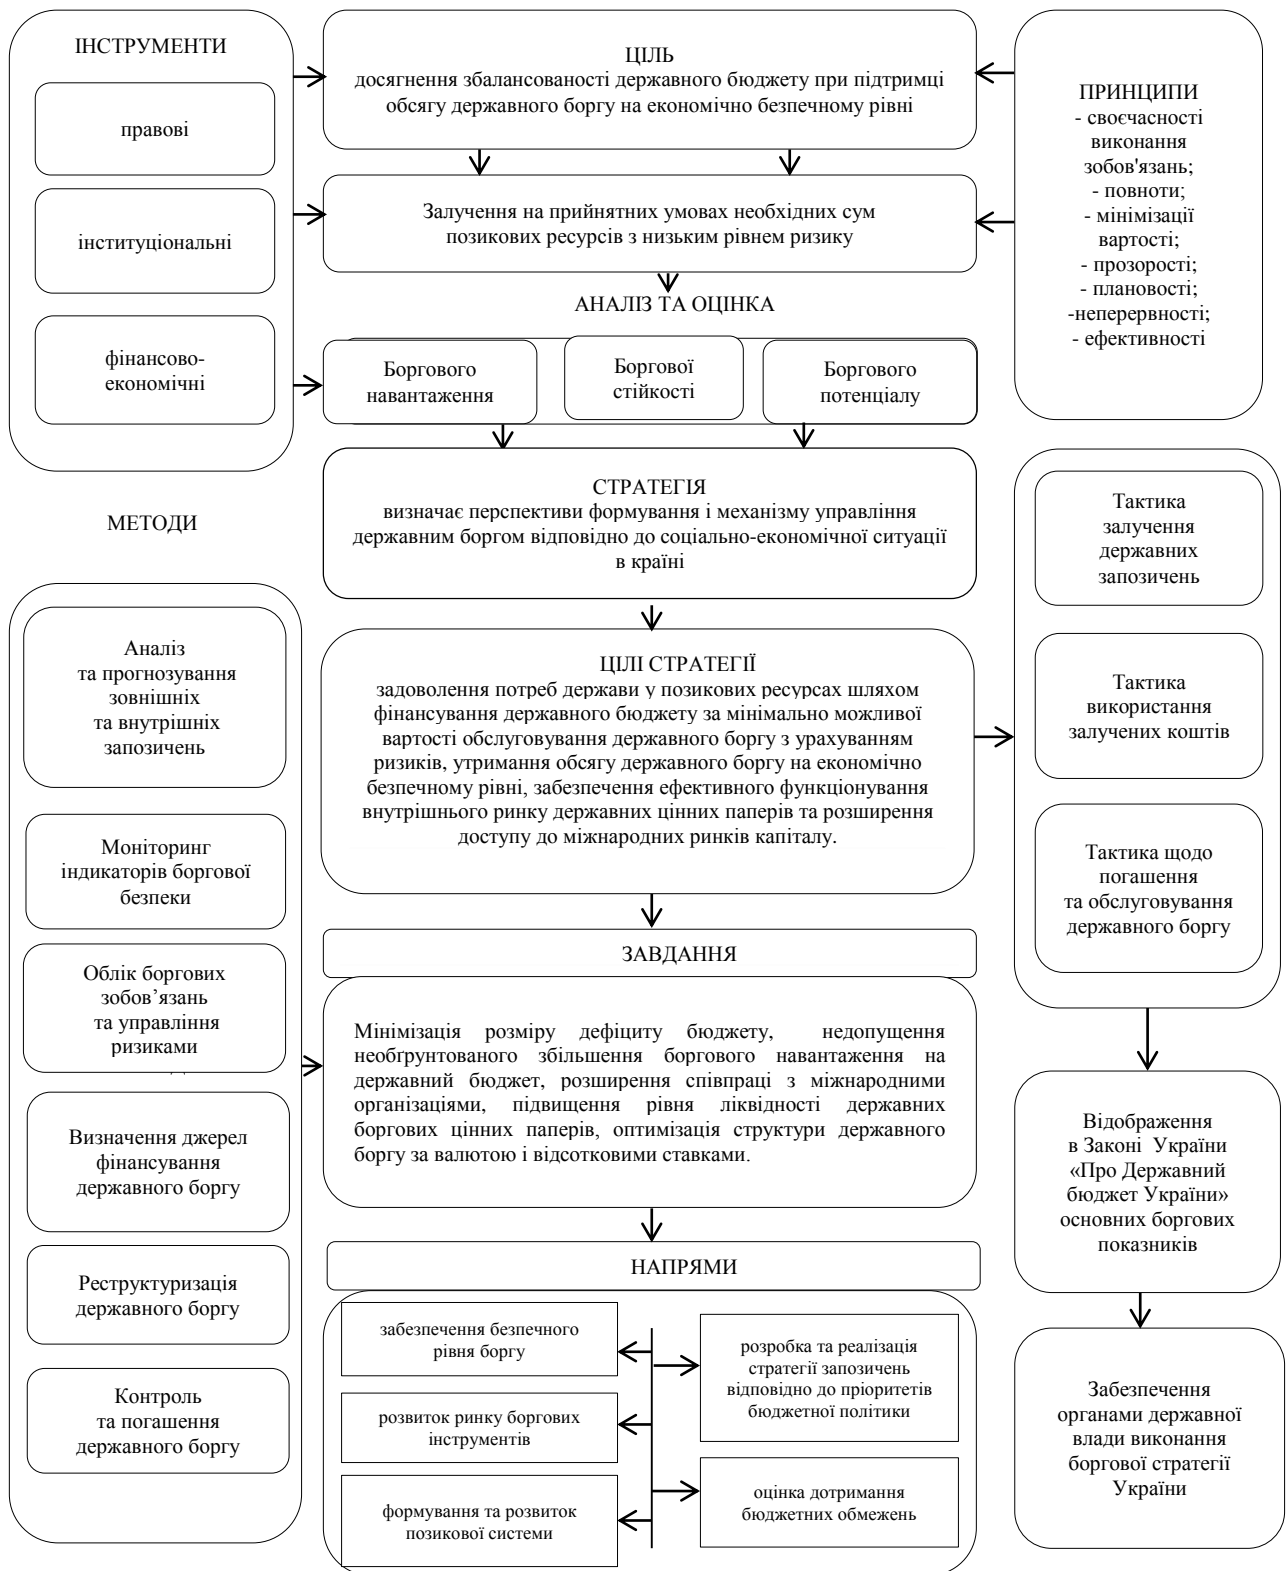 ІНСТРУМЕНТИ
правові
інституціональні
фінансово-
економічні
ЦІЛЬ
досягнення збалансованості державного бюджету при підтримці
обсягу державного боргу на економічно безпечному рівні
Залучення на прийнятних умовах необхідних сум
позикових ресурсів з низьким рівнем ризику
АНАЛІЗ ТА ОЦІНКА
Боргового
навантаження
Боргової
стійкості
Боргового
потенціалу
ПРИНЦИПИ
- своєчасності
виконання
зобов'язань;
- повноти;
- мінімізації
вартості;
- прозорості;
- плановості;
-неперервності;
- ефективності
СТРАТЕГІЯ
визначає перспективи формування і механізму управління
державним боргом відповідно до соціально-економічної ситуації
в країні
МЕТОДИ
Аналіз
та прогнозування
зовнішніх
та внутрішніх
запозичень
Моніторинг
індикаторів боргової
безпеки
Облік боргових
зобов’язань
та управління
ризиками
Визначення джерел
фінансування
державного боргу
Реструктуризація
державного боргу
Контроль
та погашення
державного боргу
ЦІЛІ СТРАТЕГІЇ
задоволення потреб держави у позикових ресурсах шляхом
фінансування державного бюджету за мінімально можливої
вартості обслуговування державного боргу з урахуванням
ризиків, утримання обсягу державного боргу на економічно
безпечному рівні, забезпечення ефективного функціонування
внутрішнього ринку державних цінних паперів та розширення
доступу до міжнародних ринків капіталу.
ЗАВДАННЯ
Мінімізація розміру дефіциту бюджету, недопущення
необґрунтованого збільшення боргового навантаження на
державний бюджет, розширення співпраці з міжнародними
організаціями, підвищення рівня ліквідності державних
боргових цінних паперів, оптимізація структури державного
боргу за валютою і відсотковими ставками.
НАПРЯМИ
забезпечення безпечного
рівня боргу
розвиток ринку боргових
інструментів
формування та розвиток
позикової системи
розробка та реалізація
стратегії запозичень
відповідно до пріоритетів
бюджетної політики
оцінка дотримання
бюджетних обмежень
Тактика
залучення
державних
запозичень
Тактика
використання
залучених коштів
Тактика щодо
погашення
та обслуговування
державного боргу
Відображення
в Законі України
«Про Державний
бюджет України»
основних боргових
показників
Забезпечення
органами державної
влади виконання
боргової стратегії
України